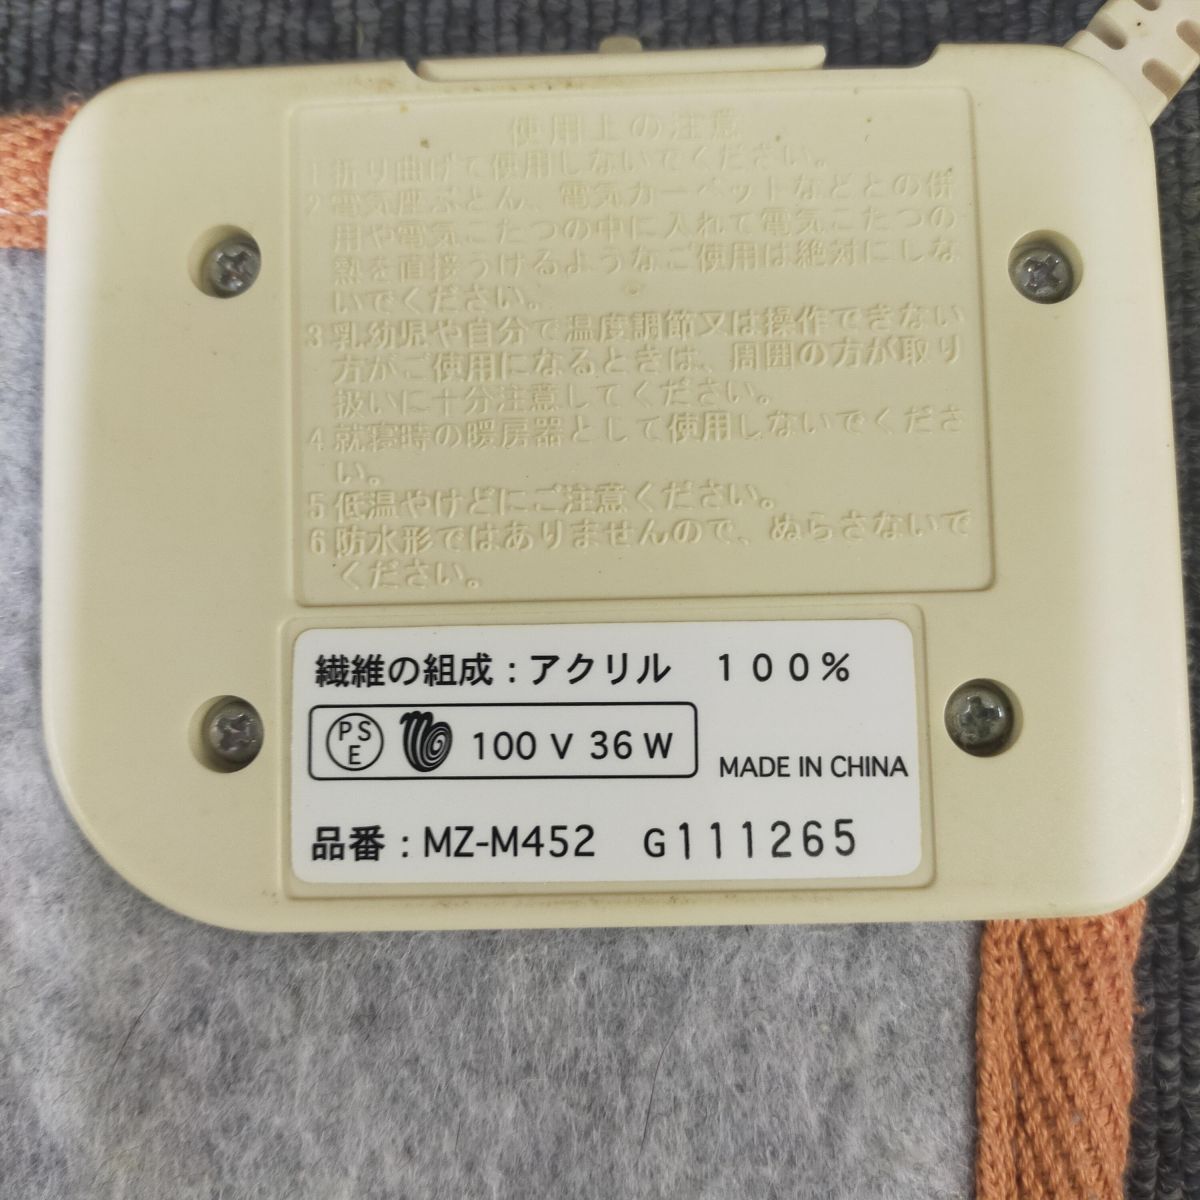 使用上の注意
1 折り曲げて使用しないでください。
2 電気座ぶとん、電気カーペットなどとの併
用や電気こたつの中に入れて電気こたつの
熱を直接うけるようなご使用は絶対にしな
いでください。
3 乳幼児や自分で温度調節又は操作できない
方がご使用になるときは、周囲の方が取り
扱いに十分注意してください。
4 就寝時の暖房器として使用しないでくださ
い。
5 低温やけどにご注意ください。
6 防水形ではありませんので、ぬらさないで
ください。
繊維の組成：アクリル 100%
PSE 100 V 36 W
MADE IN CHINA
品番：MZ-M452 G111265